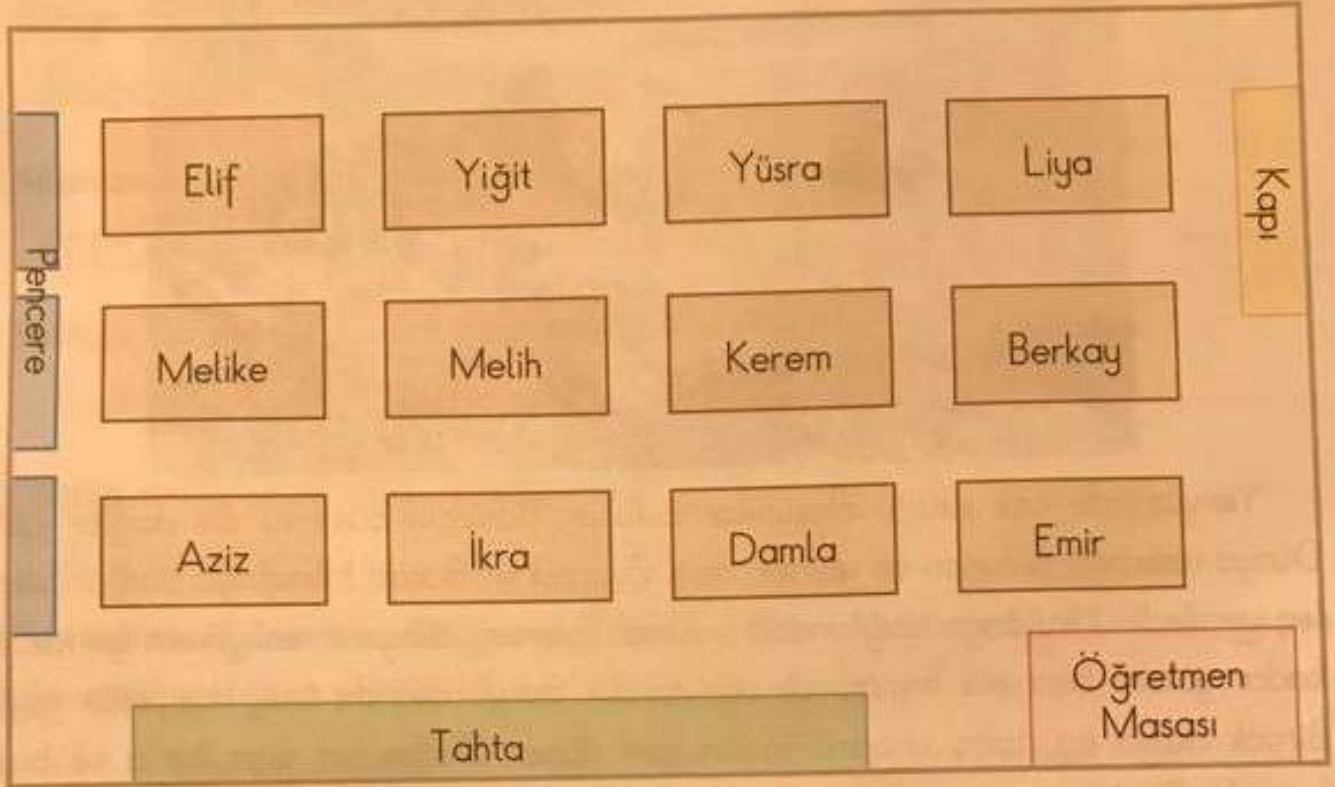 Elif
Yiğit
Yüsra
Liya
Kapı
Pencere
Melike
Melih
Kerem
Berkay
Aziz
İkra
Damla
Emir
Öğretmen
Masası
Tahta